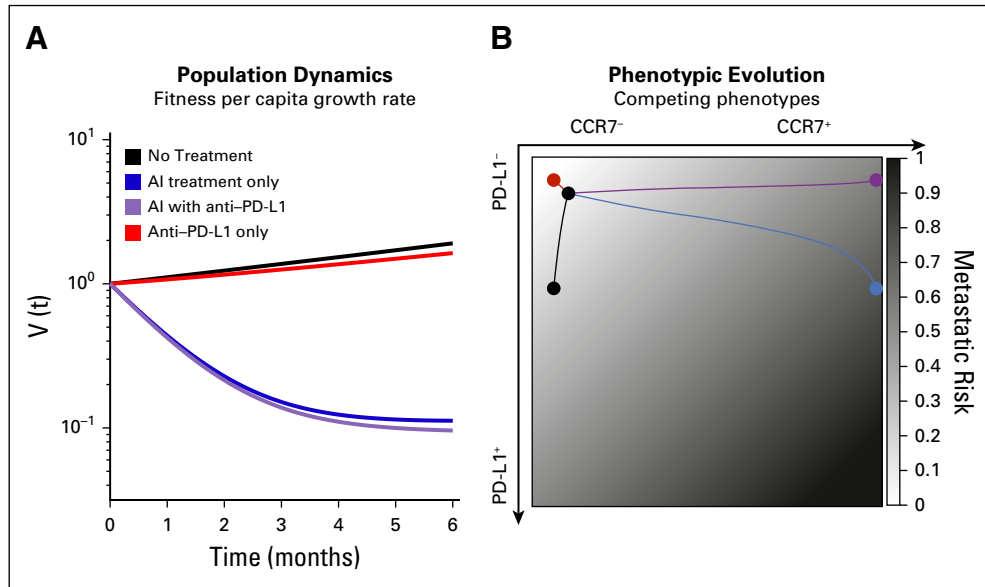 A
Population Dynamics
Fitness per capita growth rate
10¹
10⁰
10⁻¹
V (t)
No Treatment
AI treatment only
AI with anti–PD-L1
Anti–PD-L1 only
0 1 2 3 4 5 6
Time (months)
B
Phenotypic Evolution
Competing phenotypes
CCR7⁻ CCR7⁺
PD-L1⁻
PD-L1⁺
1
0.9
0.8
0.7
0.6
0.5
0.4
0.3
0.2
0.1
0
Metastatic Risk